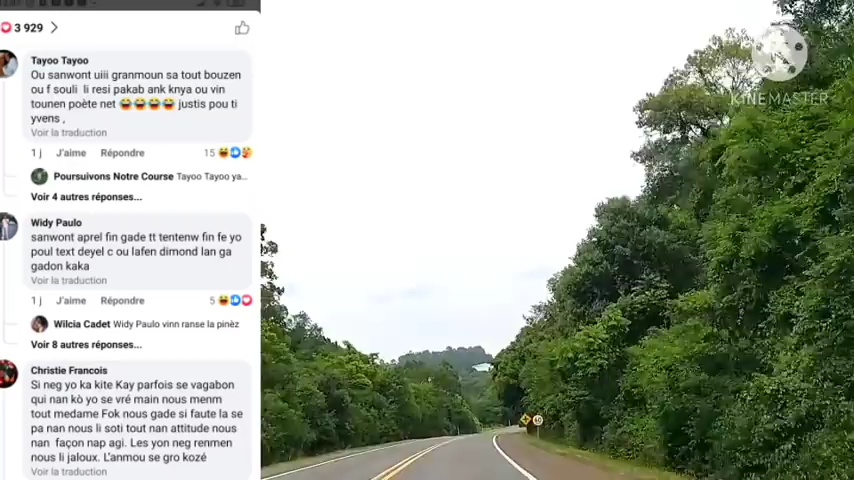 3 929
Tayoo Tayoo
Ou sanwont uiii granmoun sa tout bouzen
ou f souli li resi pakab ank knya ou vin
tounen poète net 😂😂😂😂 justis pou ti
yvens ,
Voir la traduction
1 j J'aime Répondre 15
Poursuivons Notre Course Tayoo Tayoo ya...
Voir 4 autres réponses...
Widy Paulo
sanwont aprel fin gade tt tentenw fin fe yo
poul text deyel c ou lafen dimond lan ga
gadon kaka
Voir la traduction
1 j J'aime Répondre 5
Wilcia Cadet Widy Paulo vinn ranse la pinèz
Voir 8 autres réponses...
Christie Francois
Si neg yo ka kite Kay parfois se vagabon
qui nan kò yo se vré main nous menm
tout medame Fok nous gade si faute la se
pa nan nous li soti tout nan attitude nous
nan façon nap agi. Les yon neg renmen
nous li jaloux. L'anmou se gro kozé
Voir la traduction
KINEMASTER
60